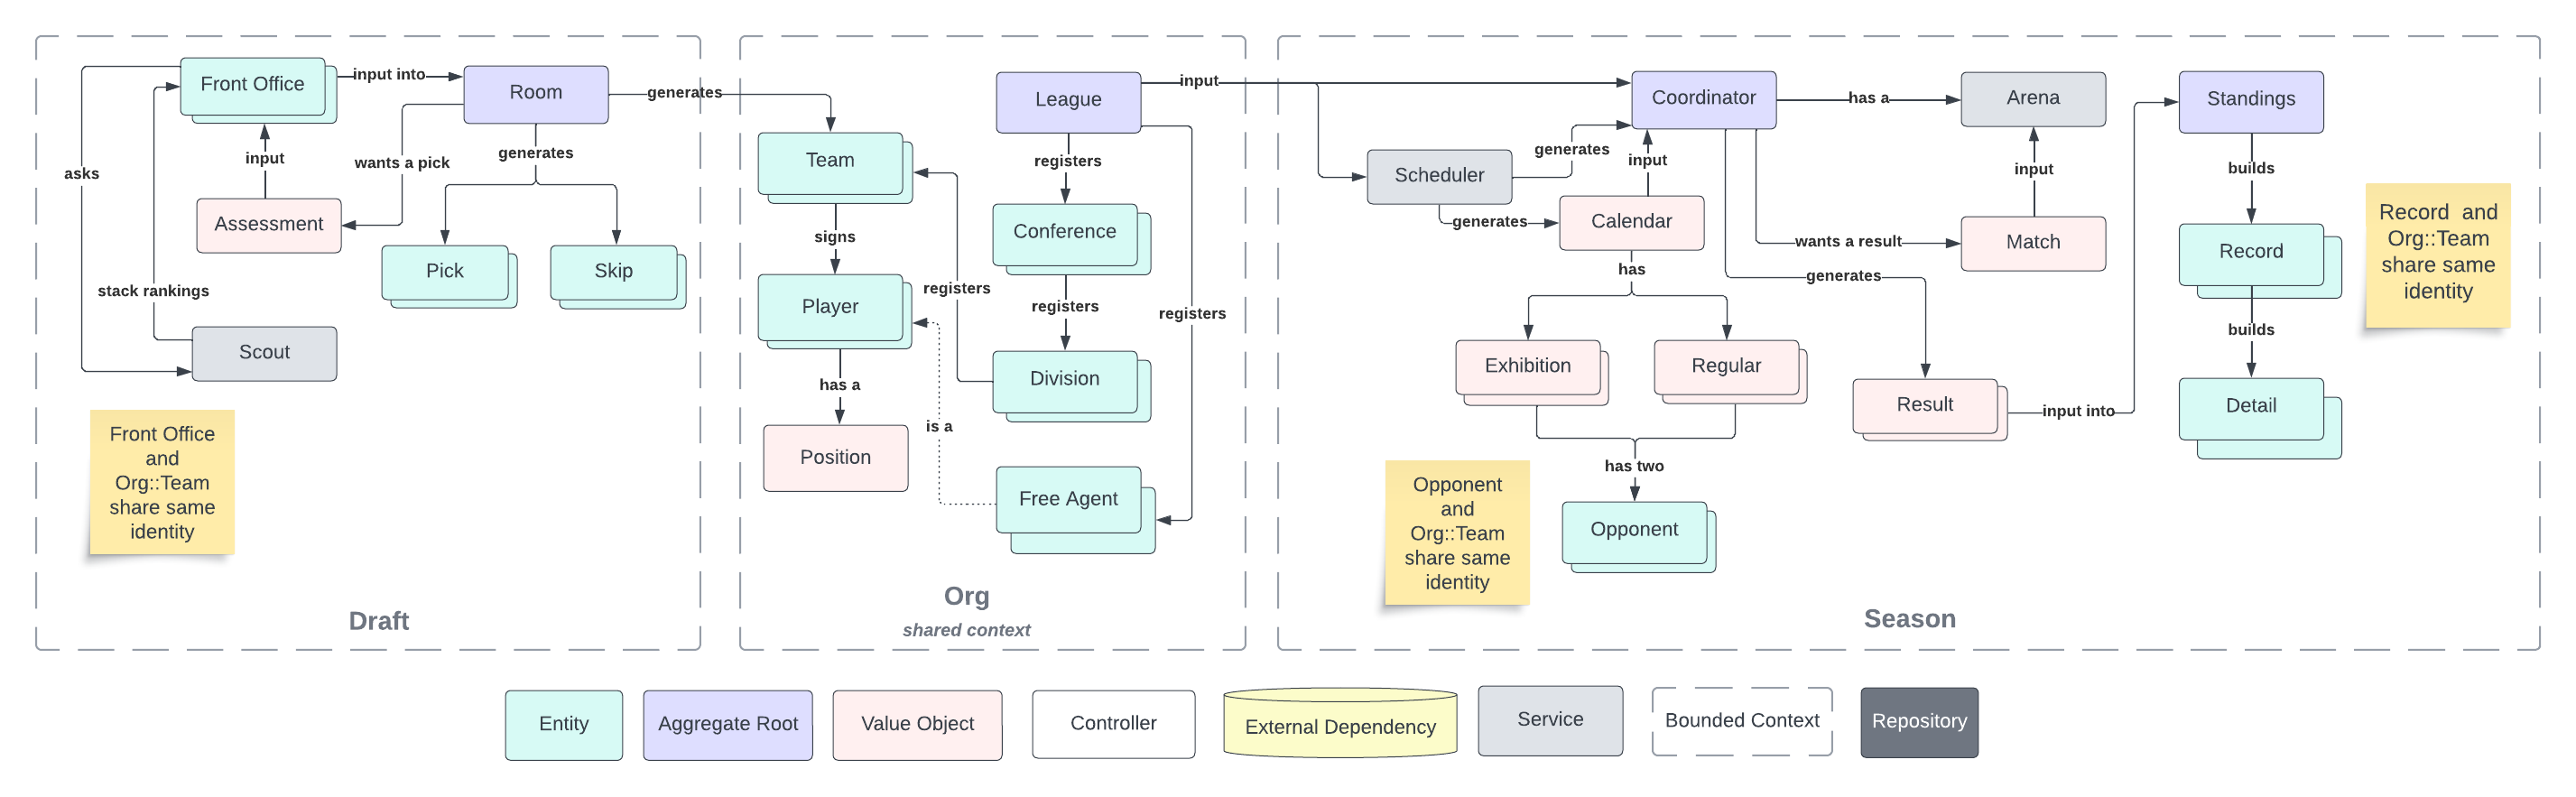 Front Office
input into
Room
generates
asks
input
wants a pick
generates
Assessment
Pick
Skip
stack rankings
Scout
Front Office
and
Org::Team
share same
identity
Draft
League
input
Team
registers
signs
Conference
Player
registers
registers
registers
has a
Division
is a
Position
Free Agent
Org
shared context
Coordinator
has a
Arena
Standings
Scheduler
generates
input
input
builds
generates
Calendar
wants a result
Match
Record
Record and
Org::Team
share same
identity
has
generates
builds
Exhibition
Regular
Result
input into
Detail
has two
Opponent
Opponent
and
Org::Team
share same
identity
Season
Entity
Aggregate Root
Value Object
Controller
External Dependency
Service
Bounded Context
Repository